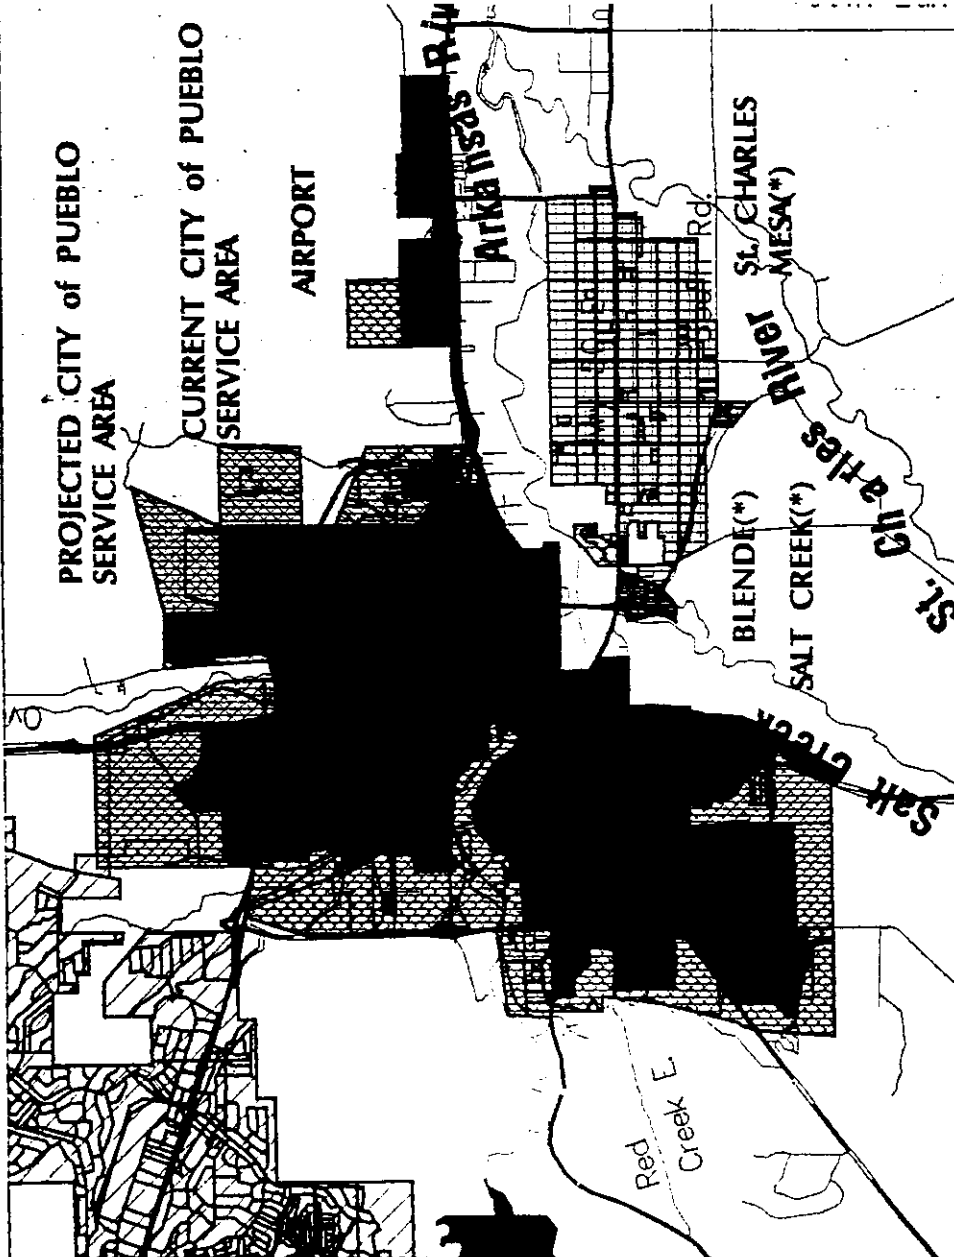 PROJECTED CITY of PUEBLO
SERVICE AREA
CURRENT CITY of PUEBLO
SERVICE AREA
AIRPORT
Arkansas
Rd.
St. CHARLES
MESA(*)
BLENDE(*)
SALT CREEK(*)
St. Charles River
Salt Creek
Red
Creek E.